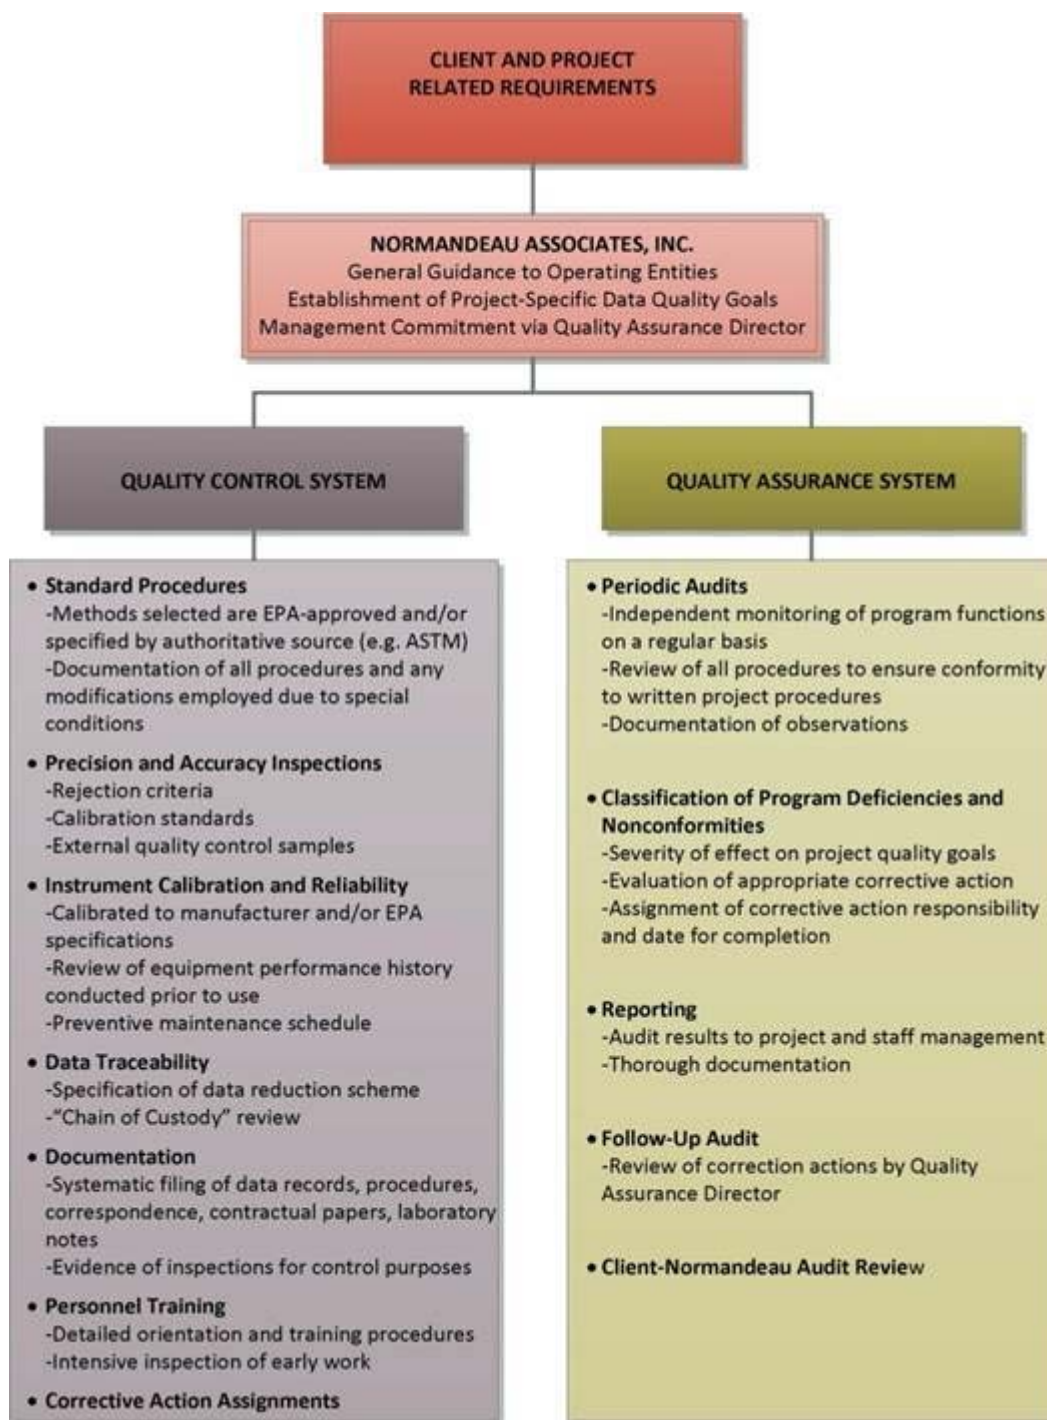 CLIENT AND PROJECT
RELATED REQUIREMENTS
NORMANDEAU ASSOCIATES, INC.
General Guidance to Operating Entities
Establishment of Project-Specific Data Quality Goals
Management Commitment via Quality Assurance Director
QUALITY CONTROL SYSTEM
• Standard Procedures
-Methods selected are EPA-approved and/or
specified by authoritative source (e.g. ASTM)
-Documentation of all procedures and any
modifications employed due to special
conditions
• Precision and Accuracy Inspections
-Rejection criteria
-Calibration standards
-External quality control samples
• Instrument Calibration and Reliability
-Calibrated to manufacturer and/or EPA
specifications
-Review of equipment performance history
conducted prior to use
-Preventive maintenance schedule
• Data Traceability
-Specification of data reduction scheme
-“Chain of Custody” review
• Documentation
-Systematic filing of data records, procedures,
correspondence, contractual papers, laboratory
notes
-Evidence of inspections for control purposes
• Personnel Training
-Detailed orientation and training procedures
-Intensive inspection of early work
• Corrective Action Assignments
QUALITY ASSURANCE SYSTEM
• Periodic Audits
-Independent monitoring of program functions
on a regular basis
-Review of all procedures to ensure conformity
to written project procedures
-Documentation of observations
• Classification of Program Deficiencies and
Nonconformities
-Severity of effect on project quality goals
-Evaluation of appropriate corrective action
-Assignment of corrective action responsibility
and date for completion
• Reporting
-Audit results to project and staff management
-Thorough documentation
• Follow-Up Audit
-Review of correction actions by Quality
Assurance Director
• Client-Normandeau Audit Review